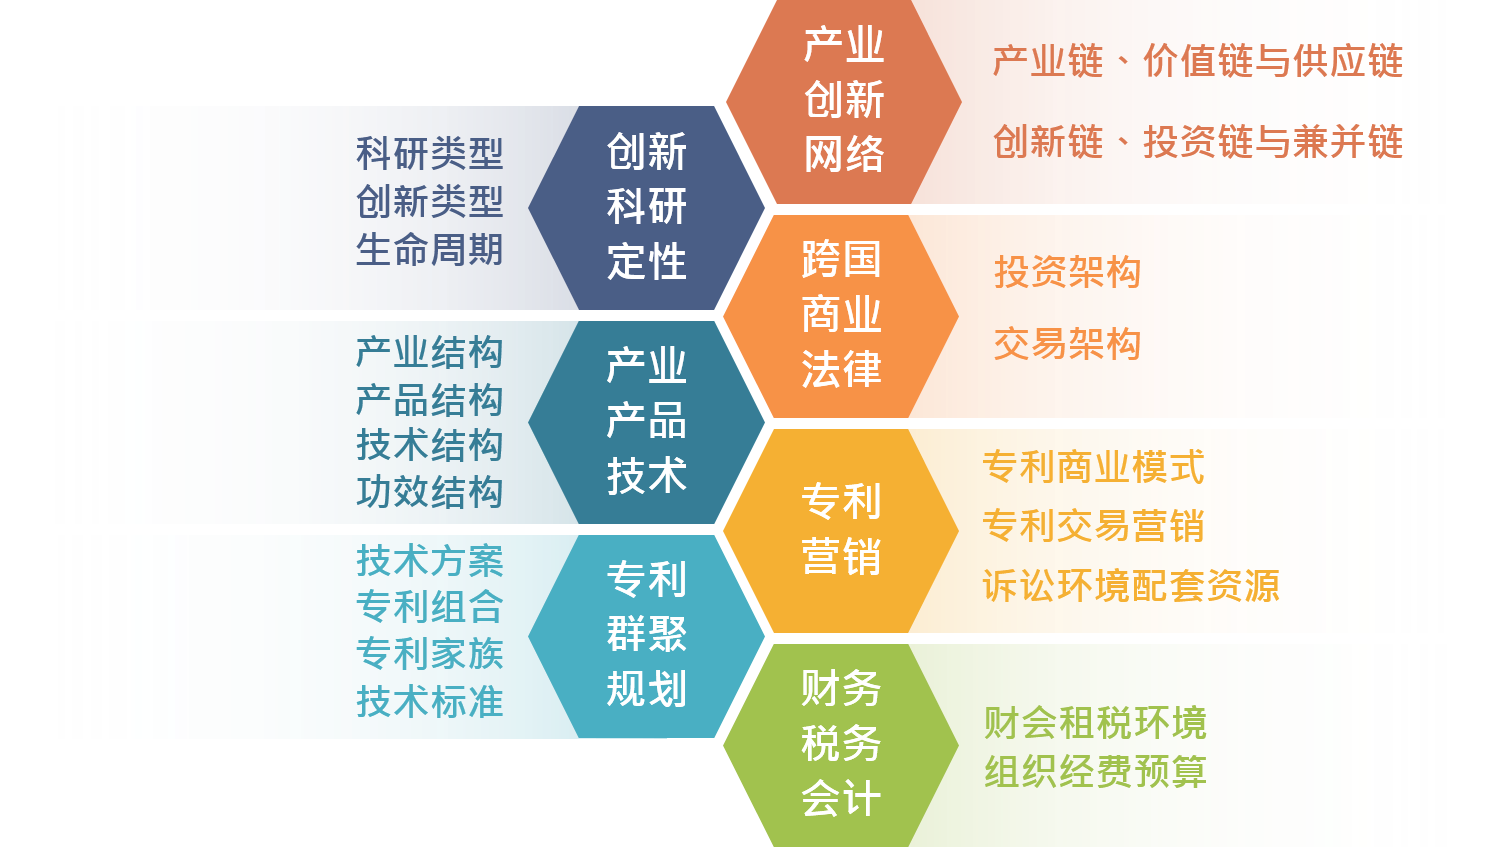 产业
创新
网络
产业链、价值链与供应链
创新链、投资链与兼并链
科研类型
创新类型
生命周期
创新
科研
定性
跨国
商业
法律
投资架构
交易架构
产业结构
产品结构
技术结构
功效结构
产业
产品
技术
专利
营销
专利商业模式
专利交易营销
诉讼环境配套资源
技术方案
专利组合
专利家族
技术标准
专利
群聚
规划
财务
税务
会计
财会租税环境
组织经费预算